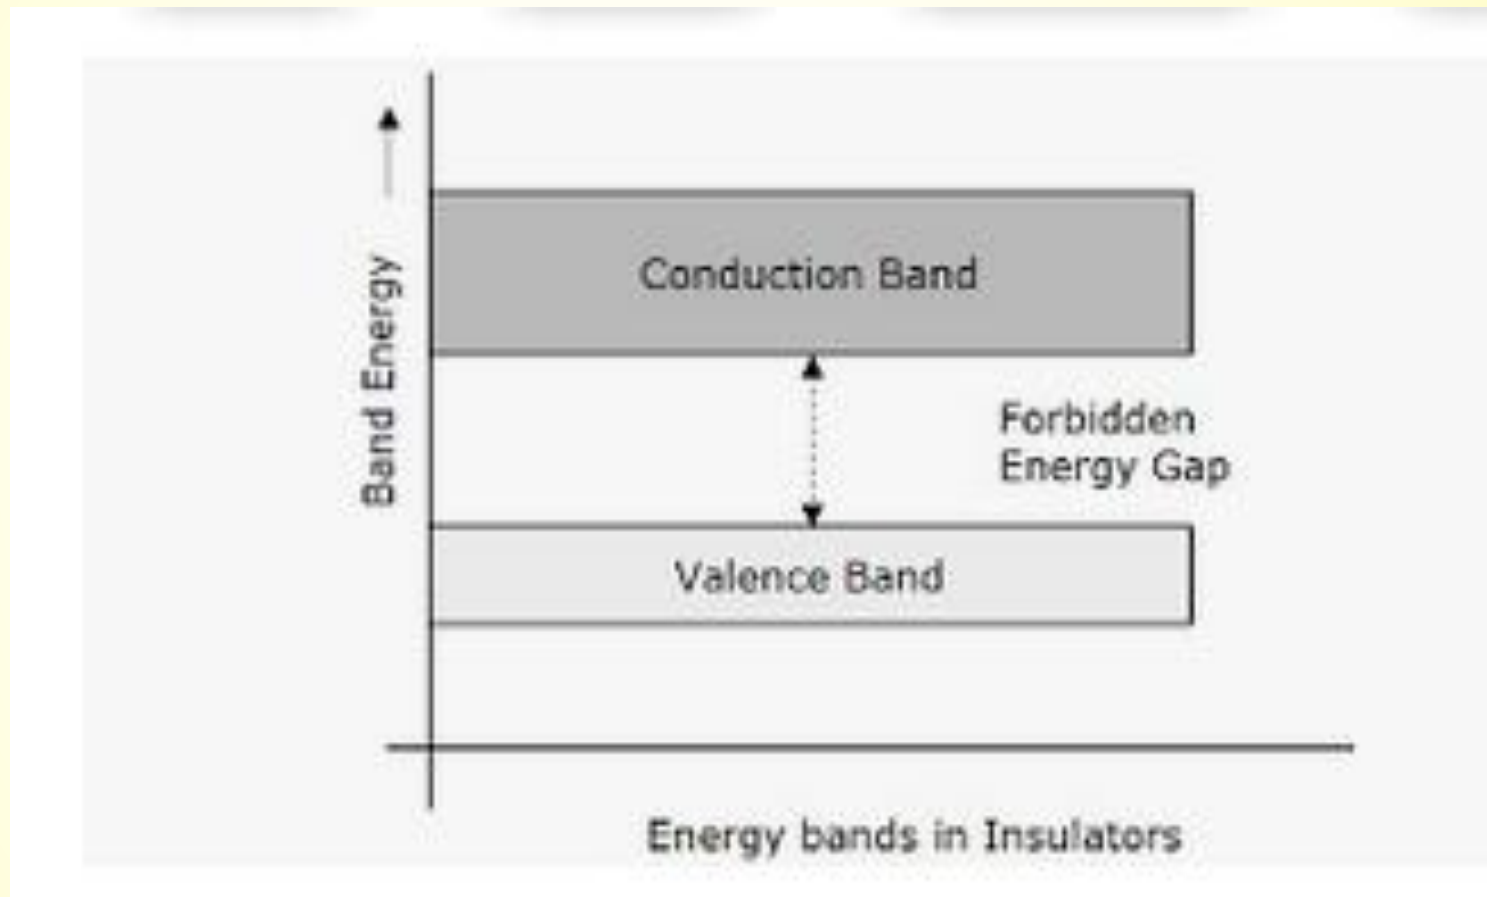 Band Energy
Conduction Band
Forbidden
Energy Gap
Valence Band
Energy bands in Insulators